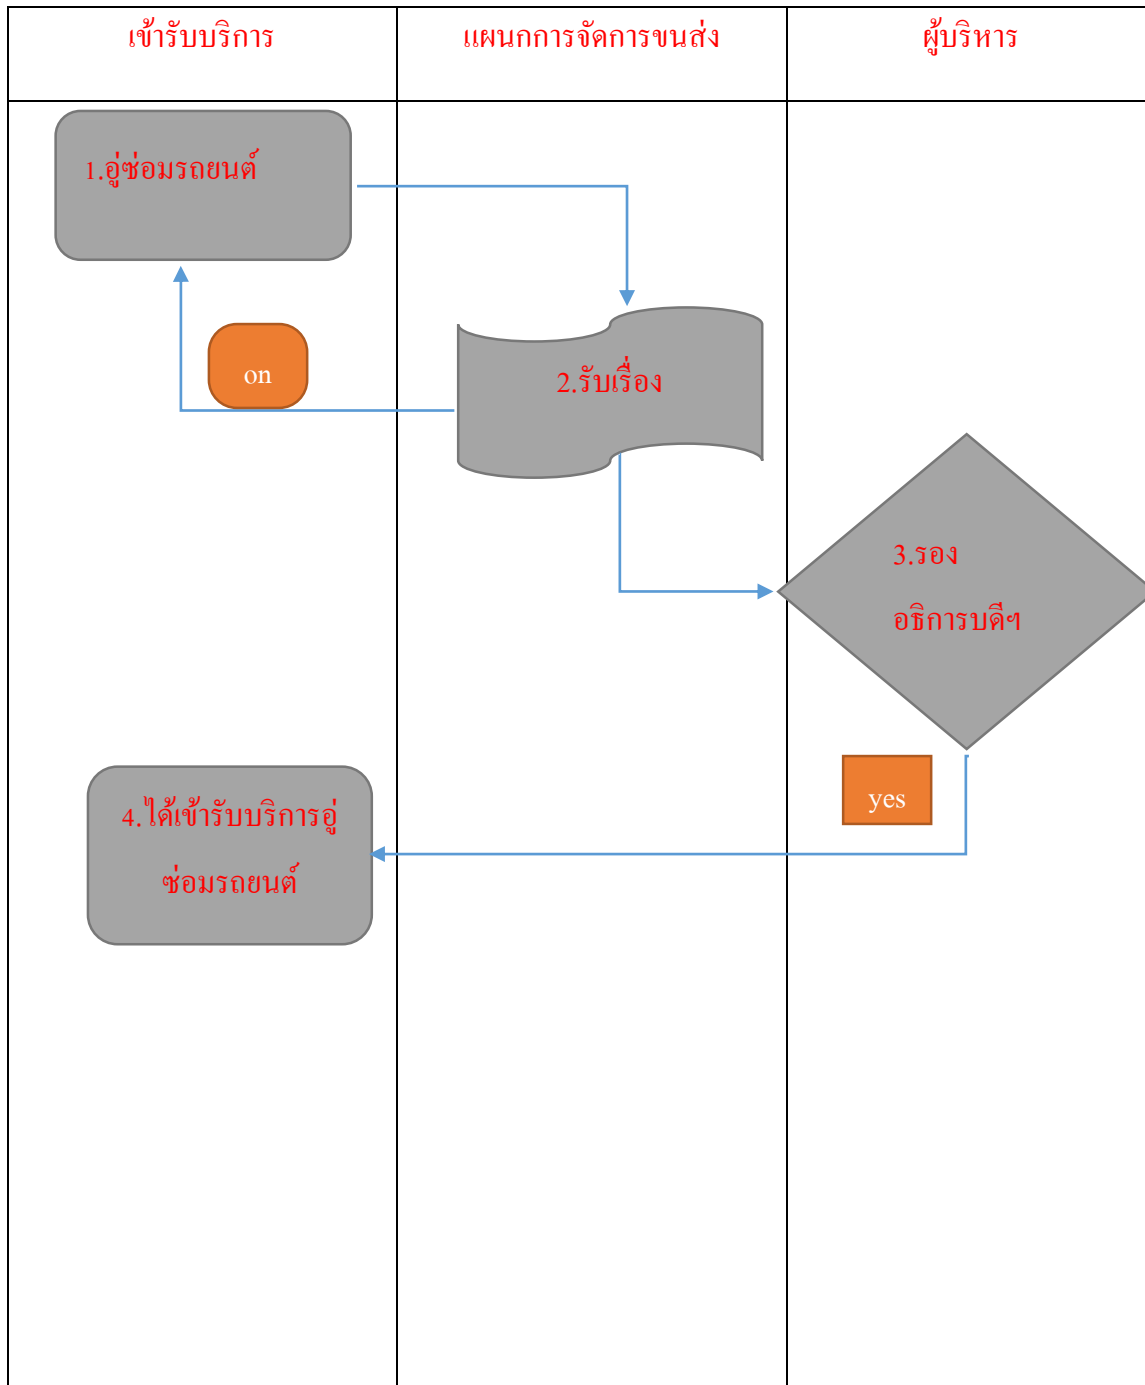 เข้ารับบริการ
แผนกการจัดการขนส่ง
ผู้บริหาร
1.อู่ซ่อมรถยนต์
on
2.รับเรื่อง
3.รอง
อธิการบดีฯ
yes
4.ได้เข้ารับบริการอู่
ซ่อมรถยนต์